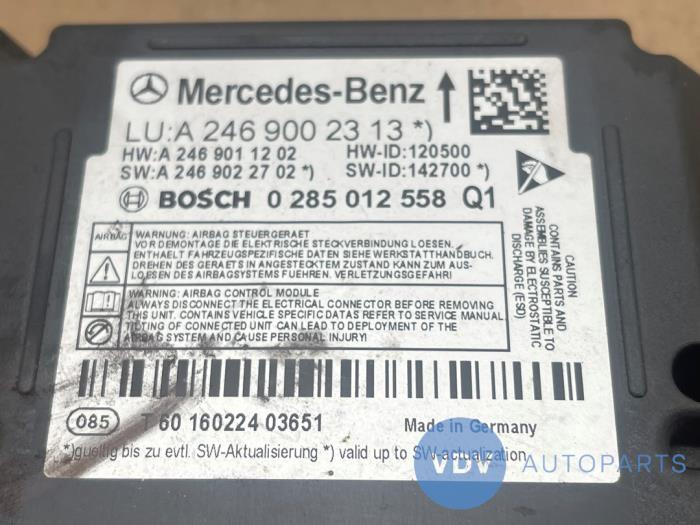 Mercedes-Benz
LU:A 246 900 23 13 *)
HW:A 246 901 12 02 HW-ID:120500
SW:A 246 902 27 02 *) SW-ID:142700 *)
BOSCH 0 285 012 558 Q1
AIRBAG
WARNUNG: AIRBAG STEUERGERAET
VOR DEMONTAGE DIE ELEKTRISCHE STECKVERBINDUNG LOESEN.
ENTHAELT FAHRZEUGSPEZIFISCHE DATEN SIEHE WERKSTATTHANDBUCH.
DREHEN DES GERAETS IN ANGESTECKTEM ZUSTAND KANN ZUM AUS-
LOESEN DES AIRBAGSYSTEMS FUEHREN. VERLETZUNGSGEFAHR!
WARNING: AIRBAG CONTROL MODULE
ALWAYS DISCONNECT THE ELECTRICAL CONNECTOR BEFORE REMOVING
THIS UNIT. CONTAINS VEHICLE SPECIFIC DATAS REFER TO SERVICE MANUAL
TILTING OF CONNECTED UNIT CAN LEAD TO DEPLOYMENT OF THE
AIRBAG SYSTEM AND CAUSE PERSONAL INJURY!
CAUTION
CONTAINS PARTS AND
ASSEMBLIES SUSCEPTIBLE TO
DAMAGE BY ELECTROSTATIC
DISCHARGE (ESD)
085 T 60 160224 03651 Made in Germany
*)gueltig bis zu evtl. SW-Aktualisierung *) valid up to SW-actualization
VDV AUTOPARTS